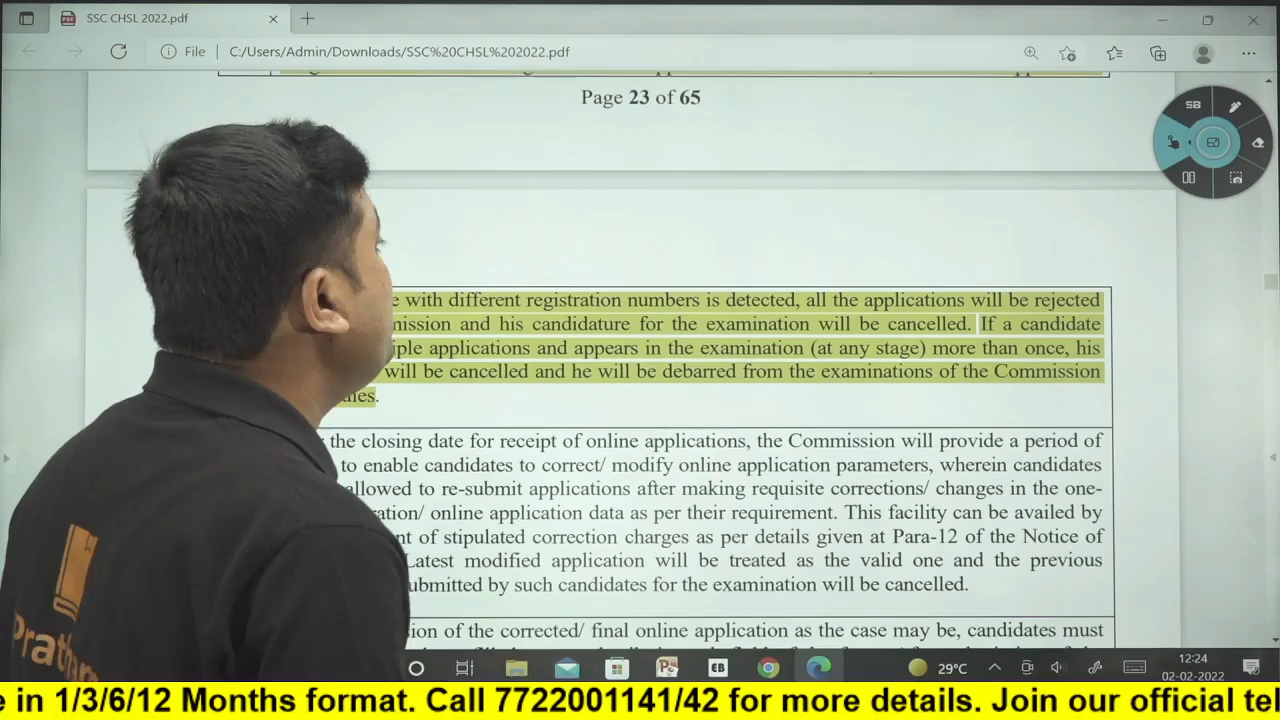 SSC CHSL 2022.pdf
File
C:/Users/Admin/Downloads/SSC%20CHSL%202022.pdf
Page 23 of 65
SB
with different registration numbers is detected, all the applications will be rejected
and his candidature for the examination will be cancelled. If a candidate
applications and appears in the examination (at any stage) more than once, his
will be cancelled and he will be debarred from the examinations of the Commission
the closing date for receipt of online applications, the Commission will provide a period of
to enable candidates to correct/ modify online application parameters, wherein candidates
allowed to re-submit applications after making requisite corrections/ changes in the one-
online application data as per their requirement. This facility can be availed by
of stipulated correction charges as per details given at Para-12 of the Notice of
Latest modified application will be treated as the valid one and the previous
by such candidates for the examination will be cancelled.
of the corrected/ final online application as the case may be, candidates must
EB
29°C
12:24
02-02-2022
Prath
in 1/3/6/12 Months format. Call 7722001141/42 for more details. Join our official tel